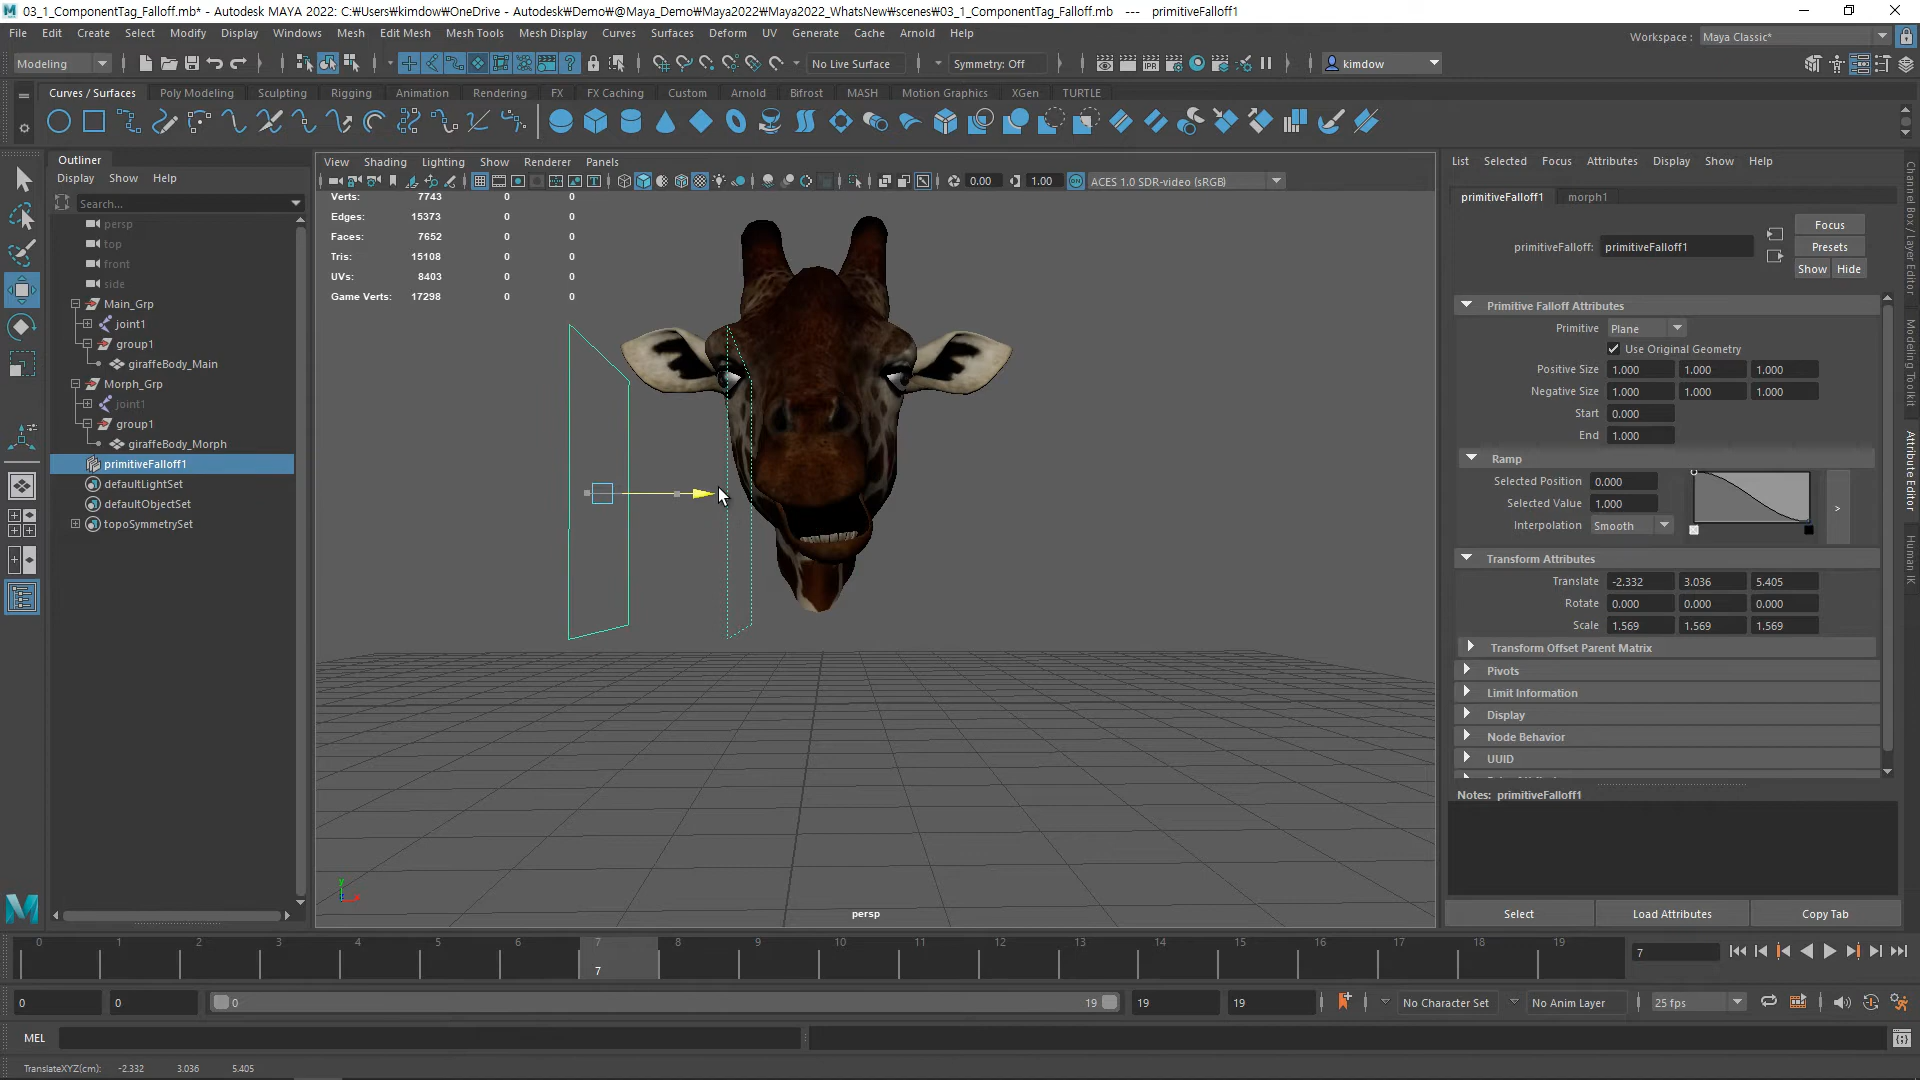 03_1_ComponentTag_Falloff.mb* - Autodesk MAYA 2022: C:₩Users₩kimdow₩OneDrive - Autodesk₩Demo₩@Maya_Demo₩Maya2022₩Maya2022_WhatsNew₩scenes₩03_1_ComponentTag_Falloff.mb --- primitiveFalloff1
File Edit Create Select Modify Display Windows Mesh Edit Mesh Mesh Tools Mesh Display Curves Surfaces Deform UV Generate Cache Arnold Help
Workspace : Maya Classic*
Modeling No Live Surface Symmetry: Off kimdow
Curves / Surfaces Poly Modeling Sculpting Rigging Animation Rendering FX FX Caching Custom Arnold Bifrost MASH Motion Graphics XGen TURTLE
Outliner
Display Show Help
Search...
persp
top
front
side
Main_Grp
joint1
group1
giraffeBody_Main
Morph_Grp
joint1
group1
giraffeBody_Morph
primitiveFalloff1
defaultLightSet
defaultObjectSet
topoSymmetrySet
View Shading Lighting Show Renderer Panels
0.00 1.00 ACES 1.0 SDR-video (sRGB)
Verts: 7743 0 0
Edges: 15373 0 0
Faces: 7652 0 0
Tris: 15108 0 0
UVs: 8403 0 0
Game Verts: 17298 0 0
persp
List Selected Focus Attributes Display Show Help
primitiveFalloff1 morph1
Focus
primitiveFalloff: primitiveFalloff1 Presets
Show Hide
Primitive Falloff Attributes
Primitive Plane
Use Original Geometry
Positive Size 1.000 1.000 1.000
Negative Size 1.000 1.000 1.000
Start 0.000
End 1.000
Ramp
Selected Position 0.000
Selected Value 1.000
Interpolation Smooth
>
Transform Attributes
Translate -2.332 3.036 5.405
Rotate 0.000 0.000 0.000
Scale 1.569 1.569 1.569
Transform Offset Parent Matrix
Pivots
Limit Information
Display
Node Behavior
UUID
Notes: primitiveFalloff1
Select Load Attributes Copy Tab
Channel Box / Layer Editor
Modeling Toolkit
Attribute Editor
Human IK
0 1 2 3 4 5 6 7 8 9 10 11 12 13 14 15 16 17 18 19
7
7
0 0 0 19 19 19 No Character Set No Anim Layer 25 fps
MEL
TranslateXYZ(cm): -2.332 3.036 5.405